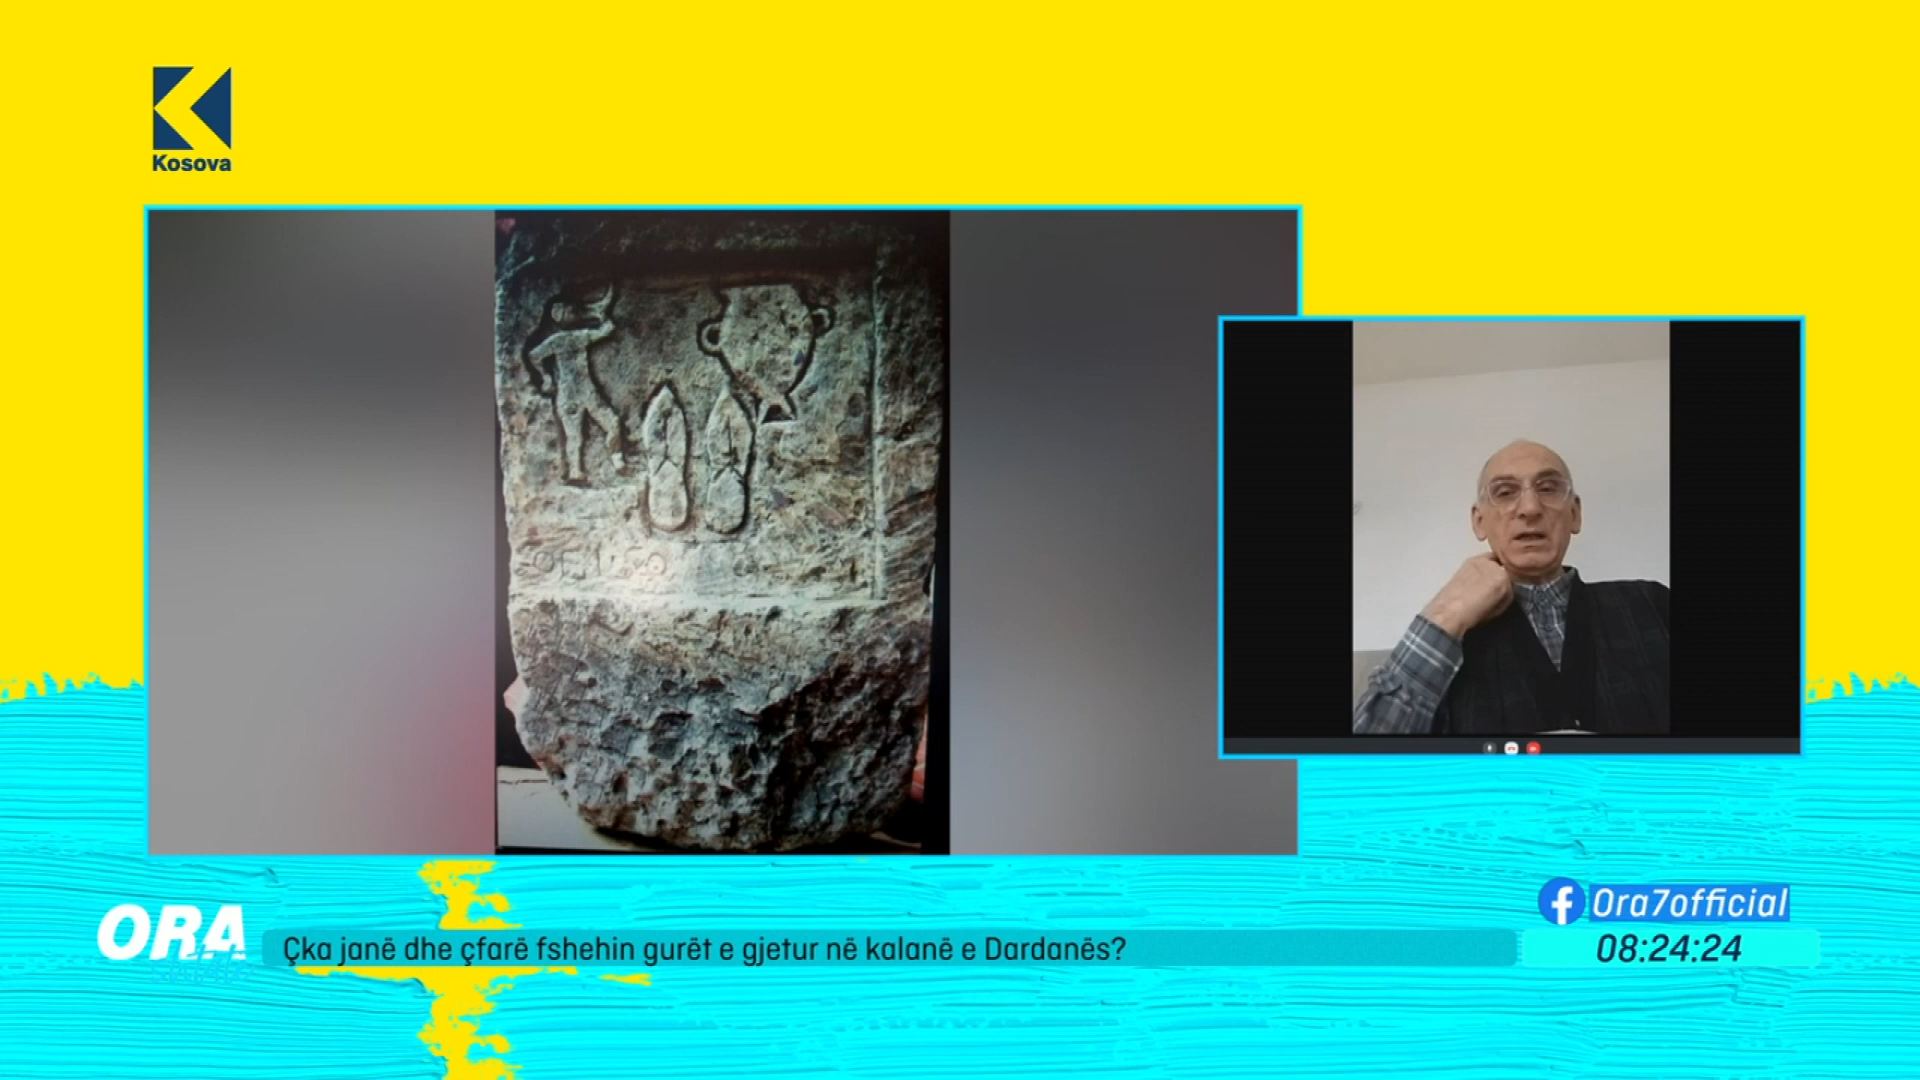 Kosova
ORA
Çka janë dhe çfarë fshehin gurët e gjetur në kalanë e Dardanës?
Ora7official
08:24:24